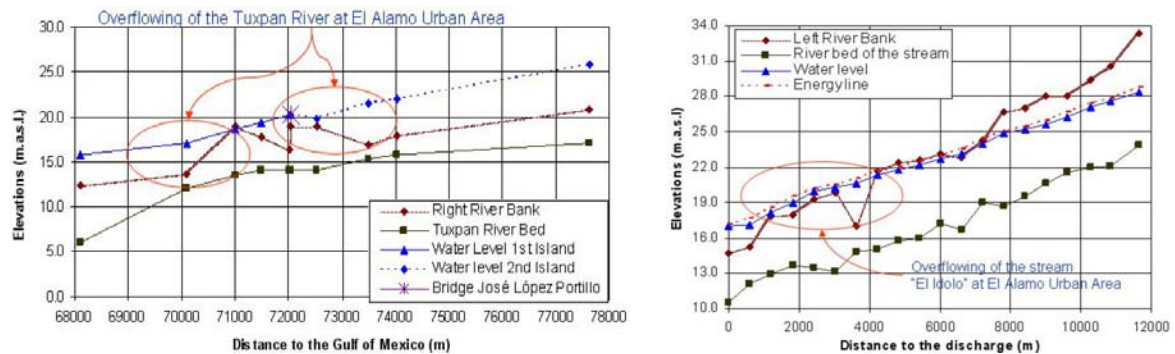 Overflowing of the Tuxpan River at El Alamo Urban Area
30.0
25.0
20.0
15.0
10.0
5.0
0.0
Elevations (m.a.s.l.)
Right River Bank
Tuxpan River Bed
Water Level 1st Island
Water level 2nd Island
Bridge José López Portillo
68000 69000 70000 71000 72000 73000 74000 75000 76000 77000 78000
Distance to the Gulf of Mexico (m)
34.0
31.0
28.0
25.0
22.0
19.0
16.0
13.0
10.0
Elevations (m.a.s.l.)
Left River Bank
River bed of the stream
Water level
Energy line
Overflowing of the stream
"El Idolo" at El Alamo Urban Area
0 2000 4000 6000 8000 10000 12000
Distance to the discharge (m)